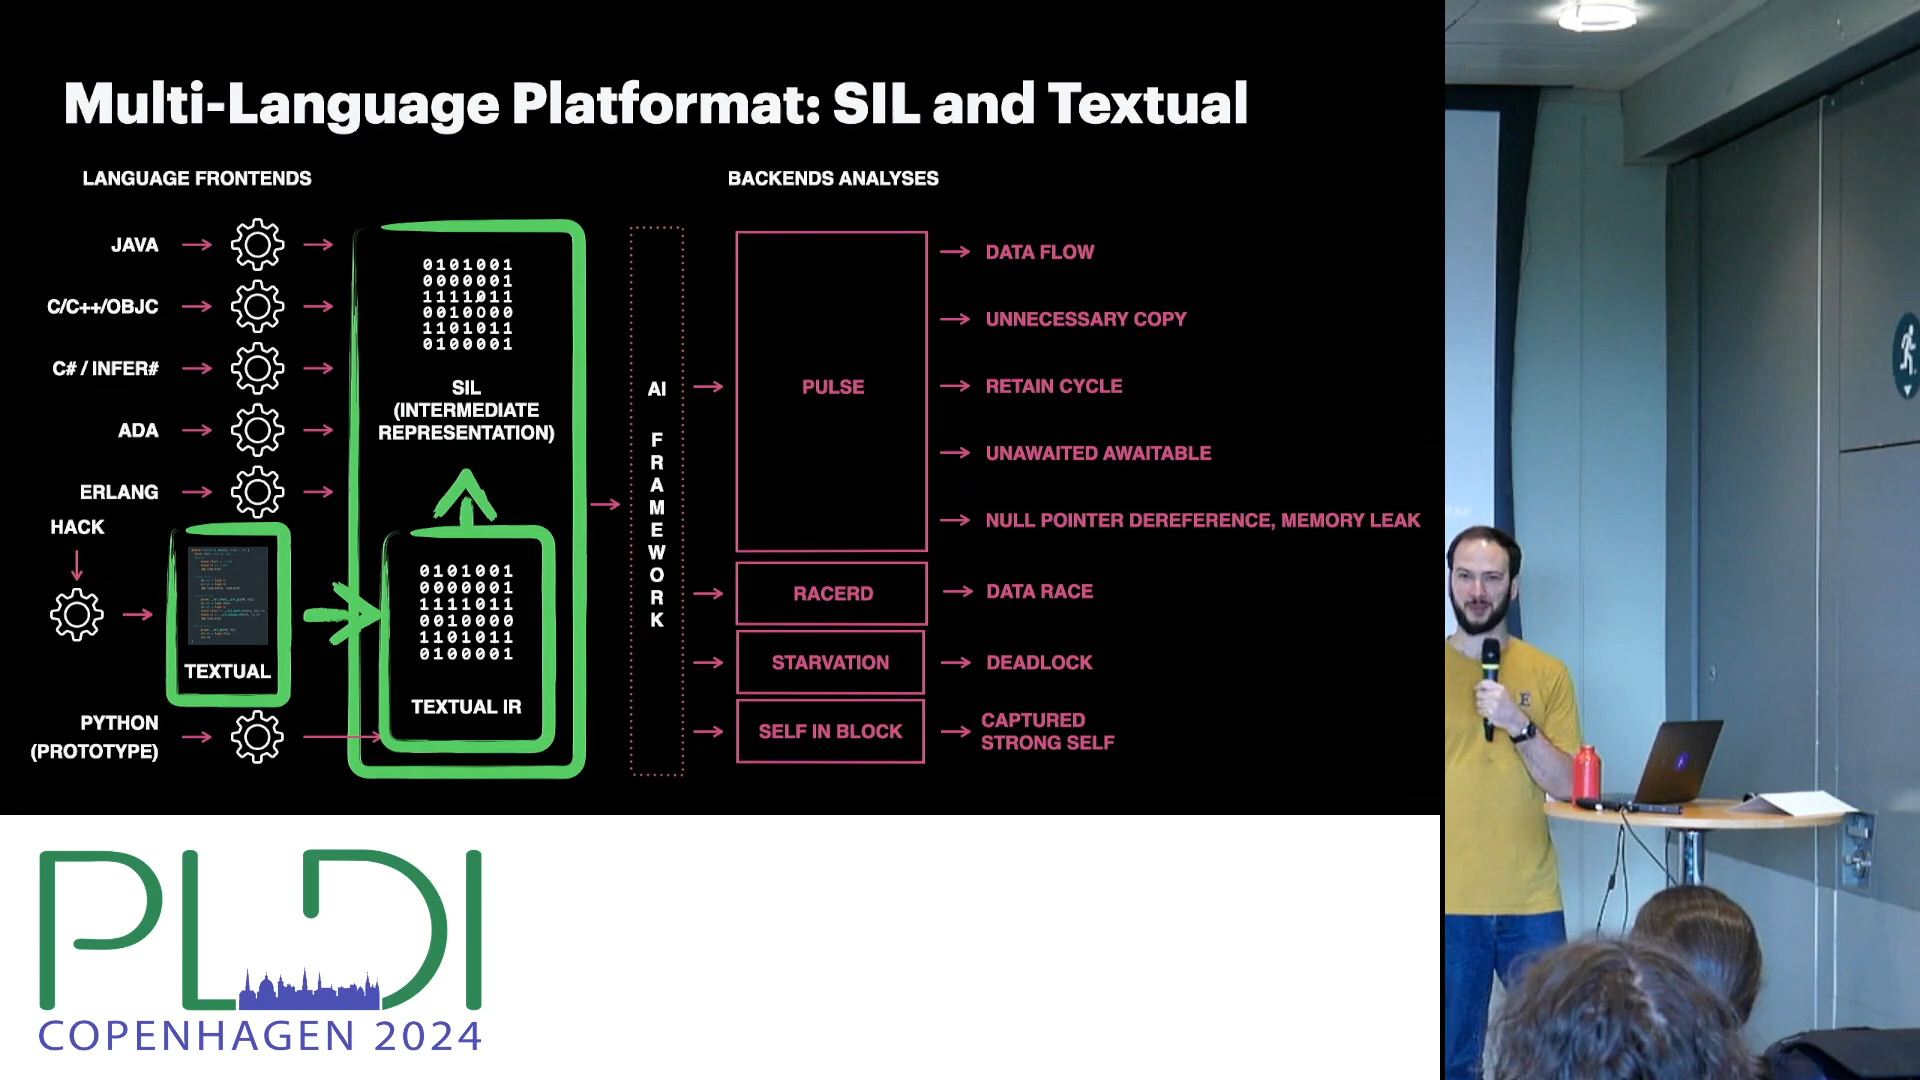 Multi-Language Platformat: SIL and Textual
LANGUAGE FRONTENDS
BACKENDS ANALYSES
JAVA
C/C++/OBJC
C# / INFER#
ADA
ERLANG
HACK
TEXTUAL
PYTHON
(PROTOTYPE)
0101001
0000001
1111011
0010000
1101011
0100001
SIL
(INTERMEDIATE
REPRESENTATION)
0101001
0000001
1111011
0010000
1101011
0100001
TEXTUAL IR
AI
FRAMEWORK
PULSE
RACERD
STARVATION
SELF IN BLOCK
DATA FLOW
UNNECESSARY COPY
RETAIN CYCLE
UNAWAITED AWAITABLE
NULL POINTER DEREFERENCE, MEMORY LEAK
DATA RACE
DEADLOCK
CAPTURED
STRONG SELF
E
PLDI
COPENHAGEN 2024